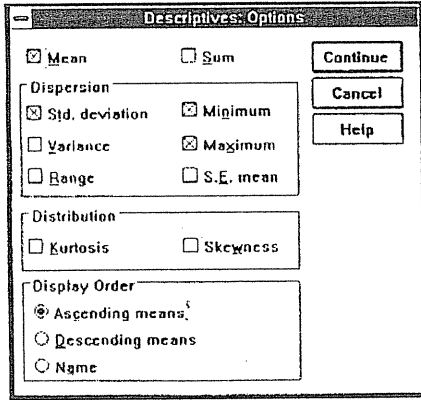 Descriptives: Options
Mean
Sum
Continue
Cancel
Help
Dispersion
Std. deviation
Minimum
Variance
Maximum
Range
S.E. mean
Distribution
Kurtosis
Skewness
Display Order
Ascending means
Descending means
Name